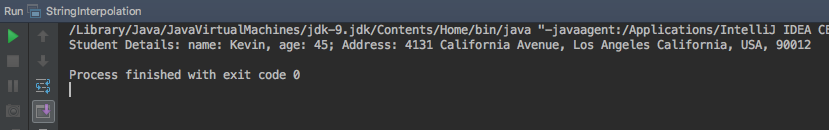 Run StringInterpolation
/Library/Java/JavaVirtualMachines/jdk-9.jdk/Contents/Home/bin/java "-javaagent:/Applications/IntelliJ IDEA CE
Student Details: name: Kevin, age: 45; Address: 4131 California Avenue, Los Angeles California, USA, 90012
Process finished with exit code 0